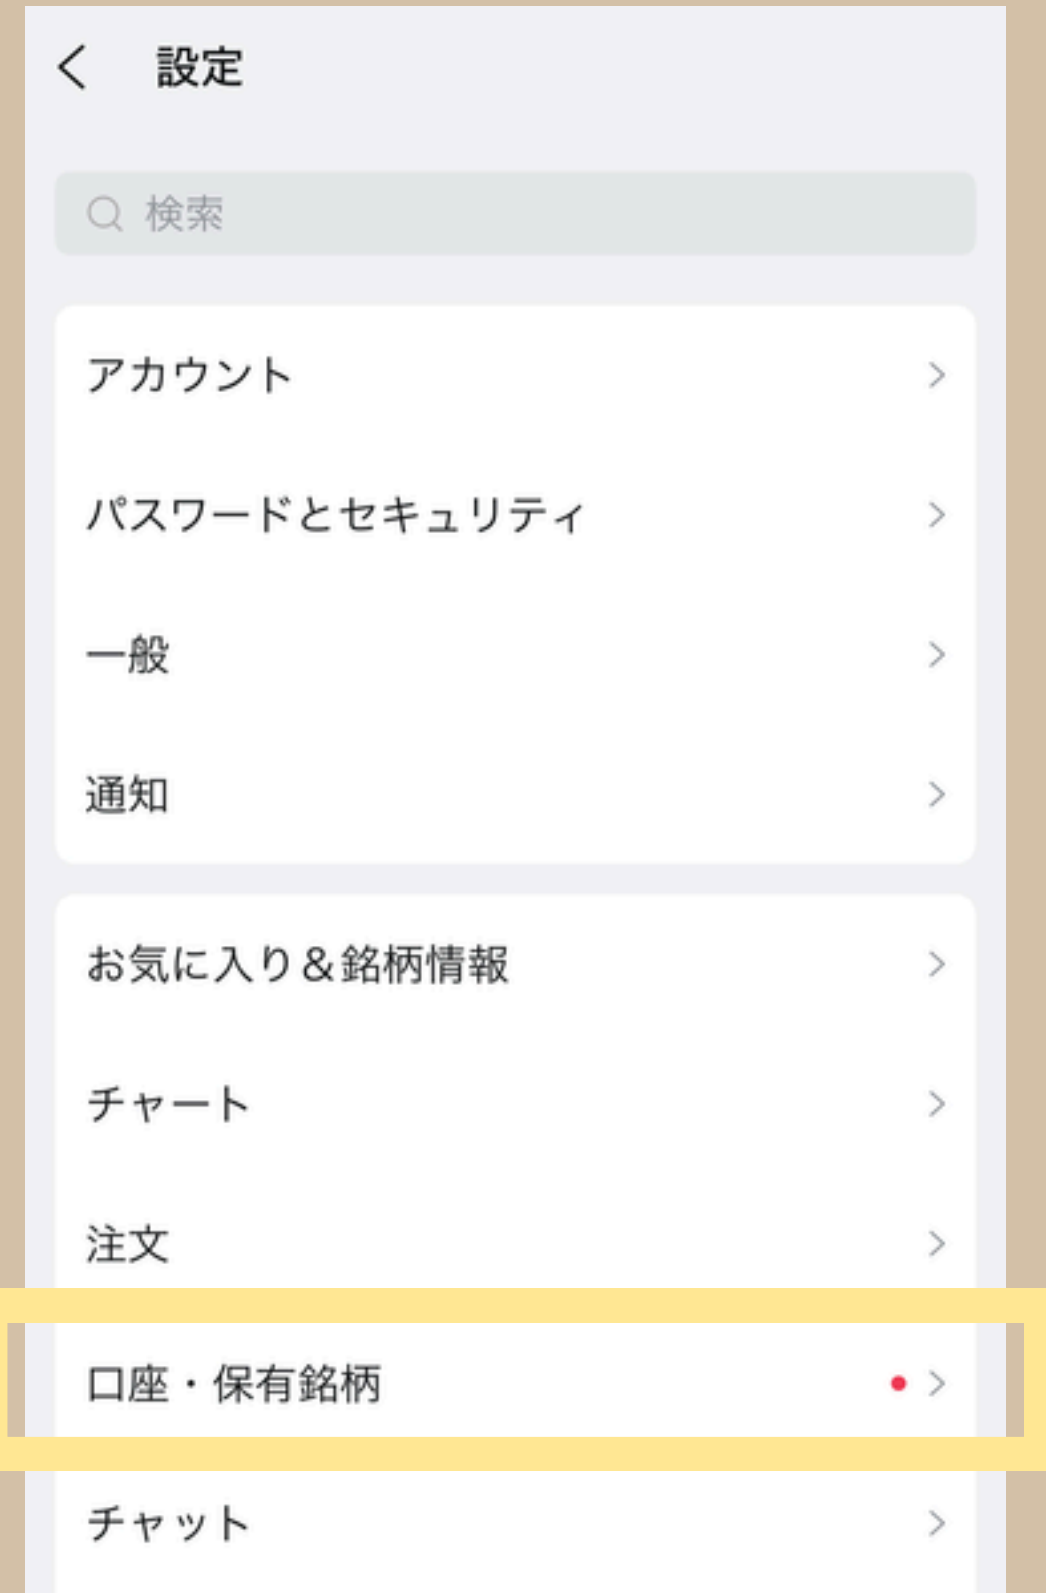 設定
検索
アカウント
パスワードとセキュリティ
一般
通知
お気に入り&銘柄情報
チャート
注文
口座・保有銘柄
チャット